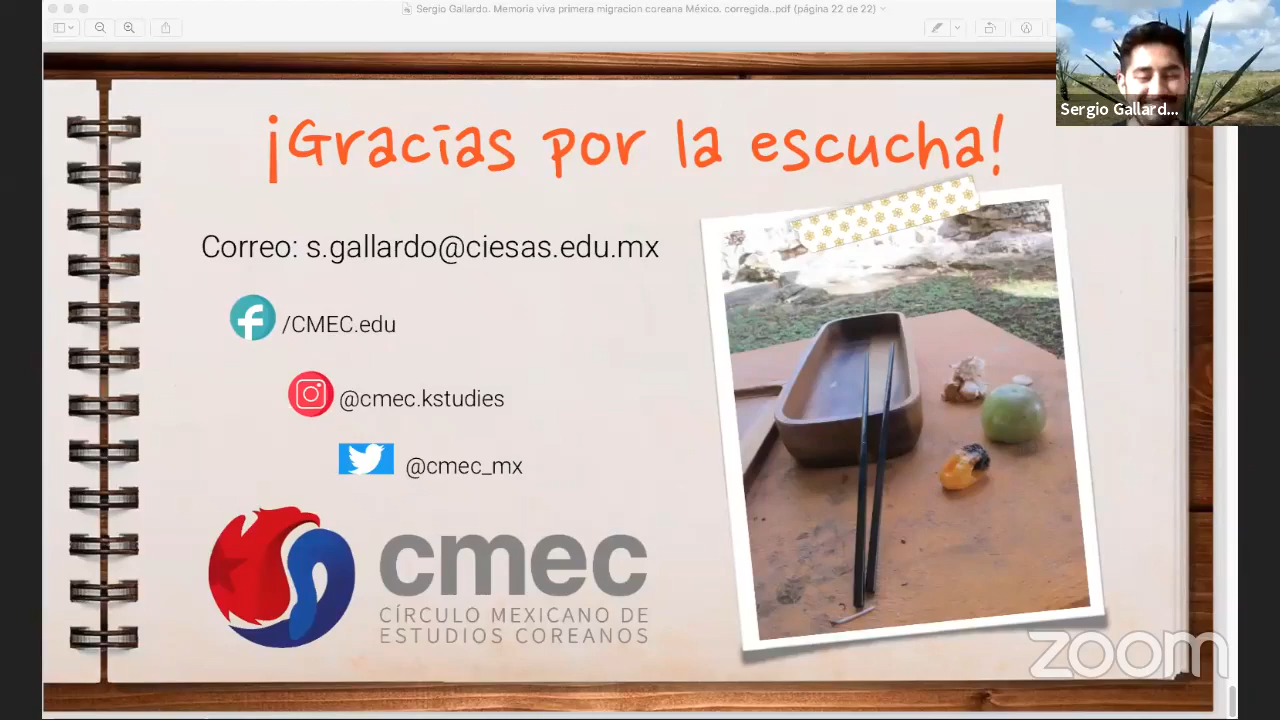 Sergio Gallardo. Memoria viva primera migracion coreana México. corregida..pdf (página 22 de 22)
Sergio Gallard...
¡Gracias por la escucha!
Correo: s.gallardo@ciesas.edu.mx
/CMEC.edu
@cmec.kstudies
@cmec_mx
cmec
CÍRCULO MEXICANO DE
ESTUDIOS COREANOS
zoom